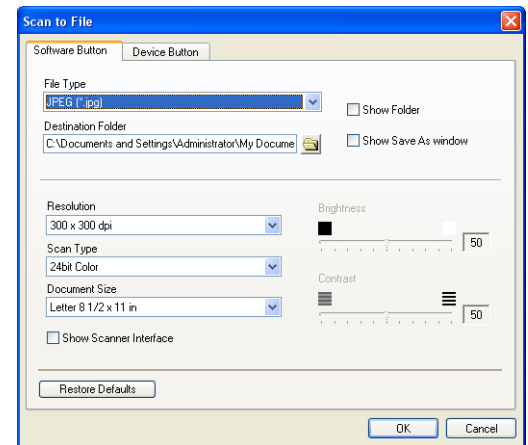 Scan to File
Software Button
Device Button
File Type
JPEG (*.jpg)
Show Folder
Destination Folder
C:\Documents and Settings\Administrator\My Docume
Show Save As window
Resolution
300 x 300 dpi
Scan Type
24bit Color
Document Size
Letter 8 1/2 x 11 in
Show Scanner Interface
Brightness
50
Contrast
50
Restore Defaults
OK
Cancel